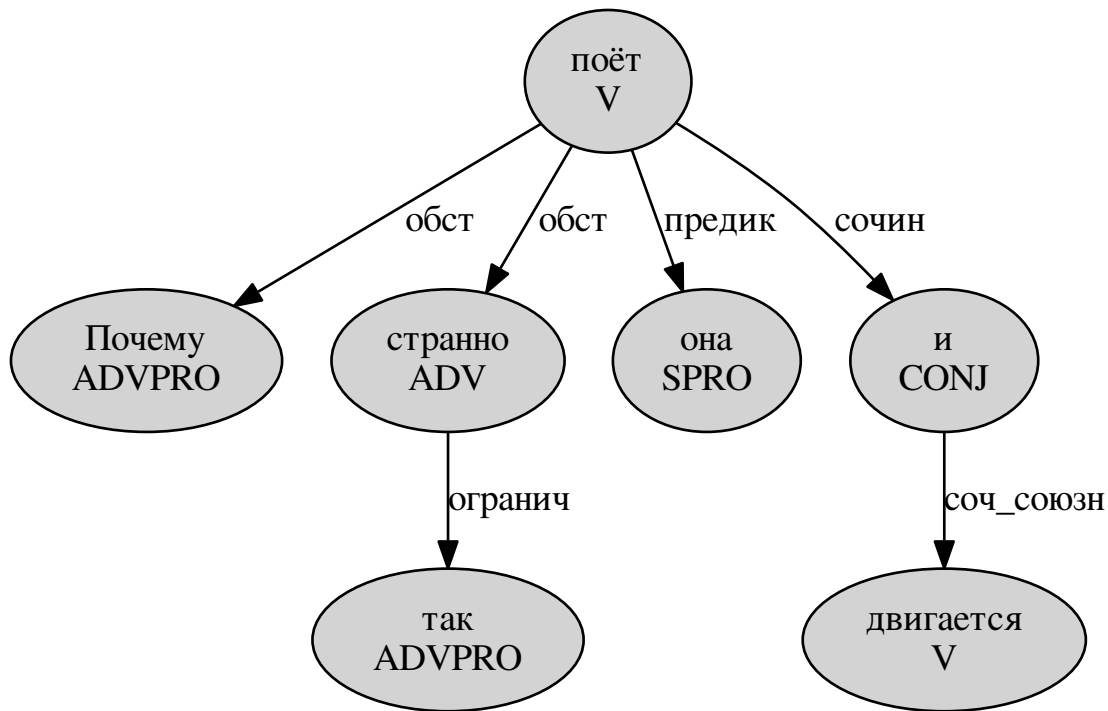 поёт
V
обст
обст
предик
сочин
Почему
ADVPRO
странно
ADV
она
SPRO
и
CONJ
огранич
соч_союзн
так
ADVPRO
двигается
V